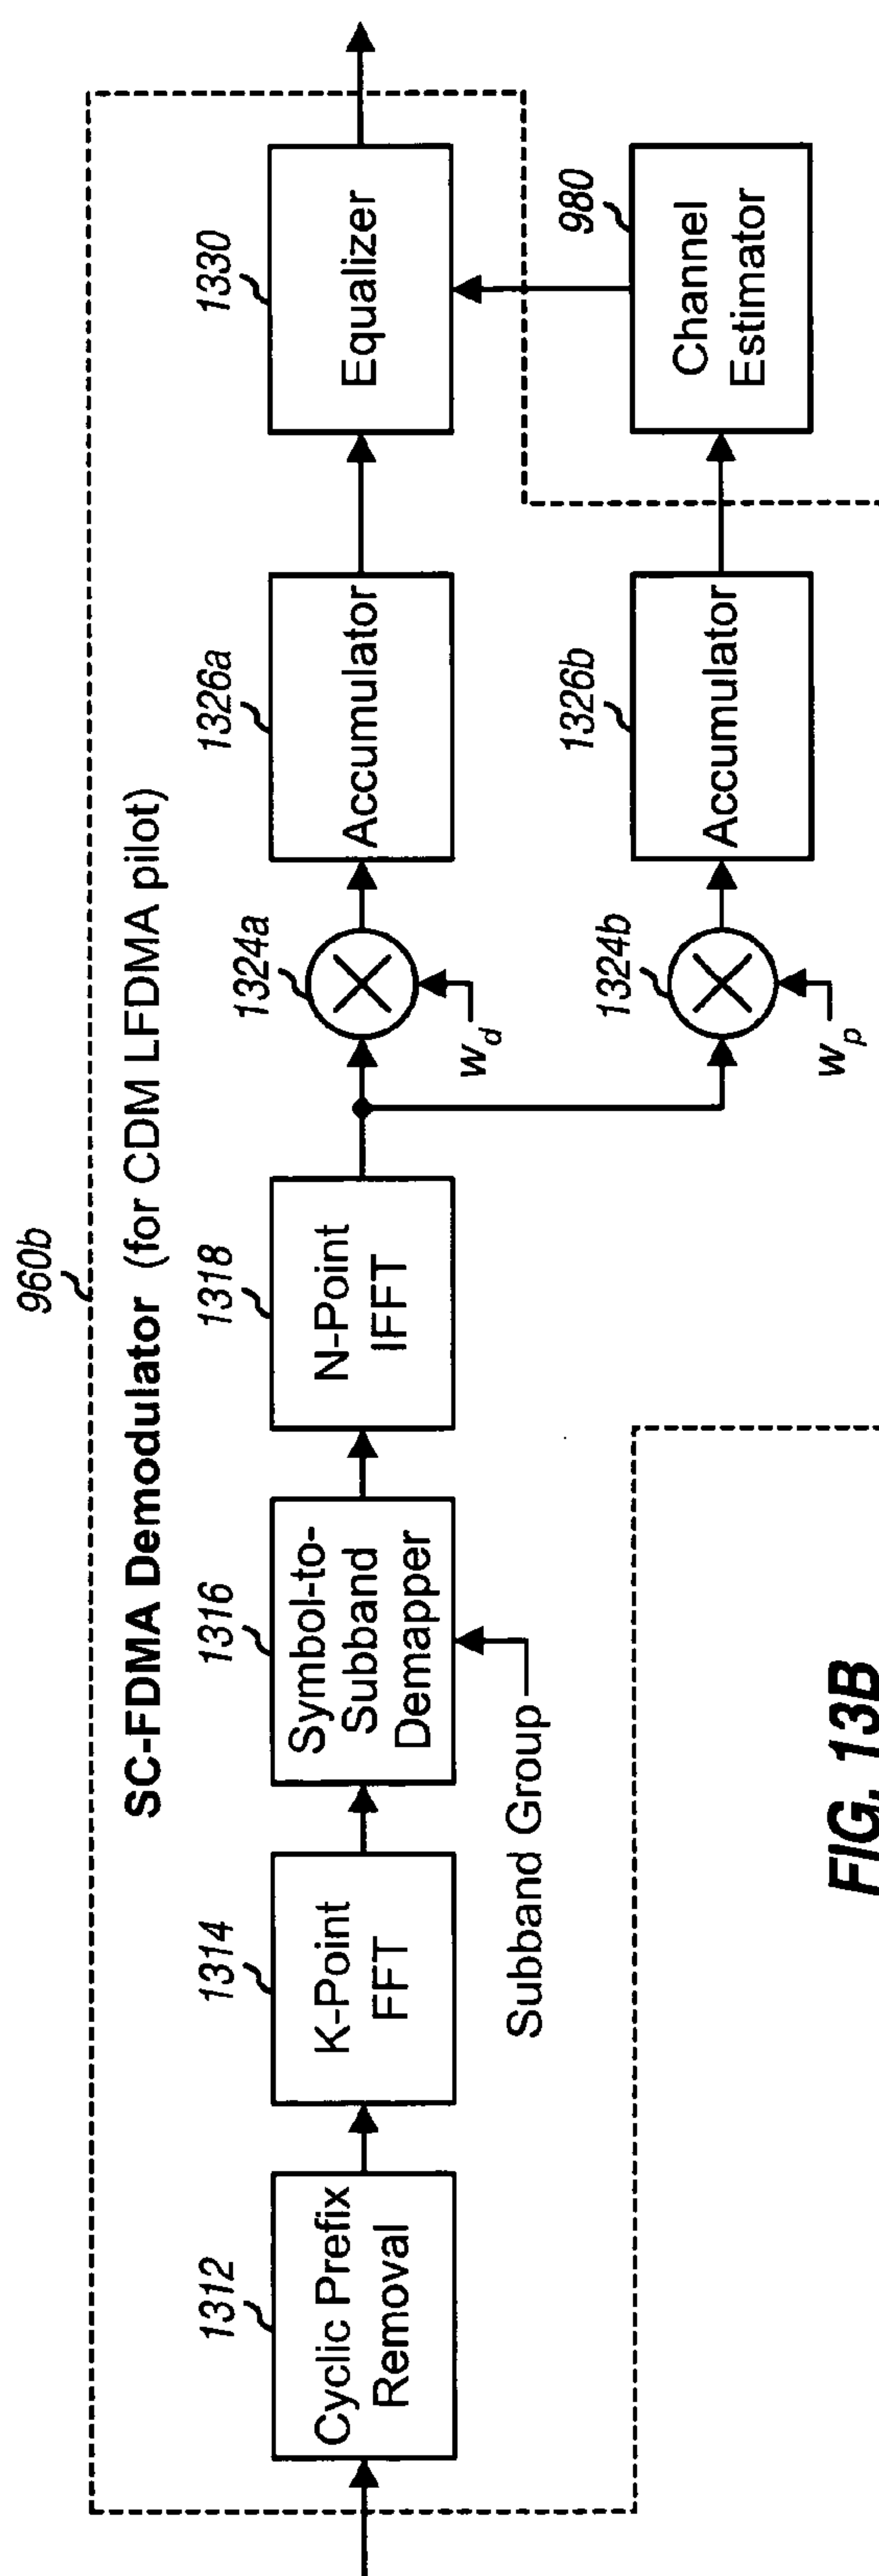 960b
SC-FDMA Demodulator (for CDM LFDMA pilot)
1312
Cyclic Prefix
Removal
1314
K-Point
FFT
1316
Symbol-to-
Subband
Demapper
Subband Group
1318
N-Point
IFFT
1324a
w_d
1326a
Accumulator
1330
Equalizer
1324b
w_p
1326b
Accumulator
980
Channel
Estimator
FIG. 13B